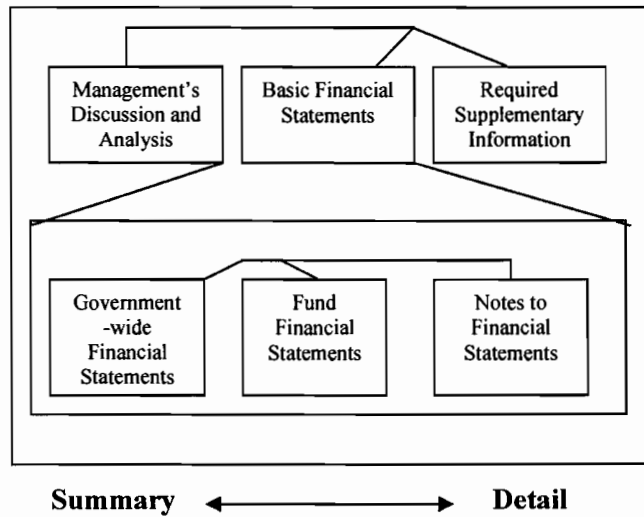 Management's
Discussion and
Analysis
Basic Financial
Statements
Required
Supplementary
Information
Government
-wide
Financial
Statements
Fund
Financial
Statements
Notes to
Financial
Statements
Summary
Detail